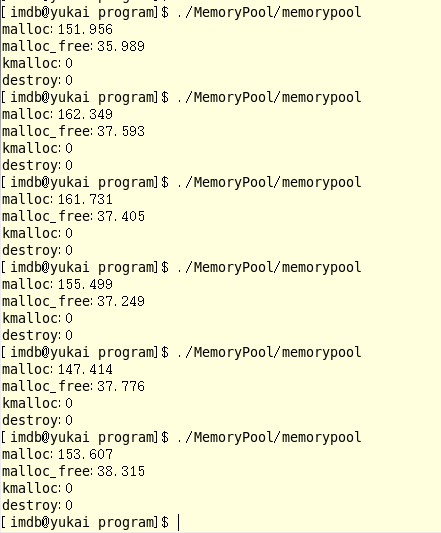 [imdb@yukai program]$ ./MemoryPool/memorypool
malloc:151.956
malloc_free:35.989
kmalloc:0
destroy:0
[imdb@yukai program]$ ./MemoryPool/memorypool
malloc:162.349
malloc_free:37.593
kmalloc:0
destroy:0
[imdb@yukai program]$ ./MemoryPool/memorypool
malloc:161.731
malloc_free:37.405
kmalloc:0
destroy:0
[imdb@yukai program]$ ./MemoryPool/memorypool
malloc:155.499
malloc_free:37.249
kmalloc:0
destroy:0
[imdb@yukai program]$ ./MemoryPool/memorypool
malloc:147.414
malloc_free:37.776
kmalloc:0
destroy:0
[imdb@yukai program]$ ./MemoryPool/memorypool
malloc:153.607
malloc_free:38.315
kmalloc:0
destroy:0
[imdb@yukai program]$